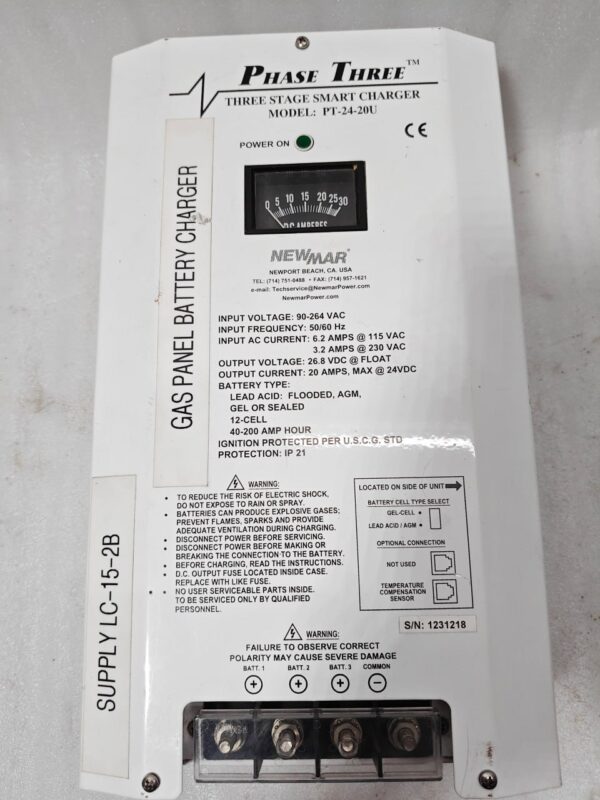 PHASE THREE™
THREE STAGE SMART CHARGER
MODEL: PT-24-20U
POWER ON
CE
0 5 10 15 20 25 30
DC AMPERES
NEWMAR®
NEWPORT BEACH, CA. USA
TEL: (714) 751-0488 • FAX: (714) 957-1621
e-mail: Techservice@NewmarPower.com
NewmarPower.com
GAS PANEL BATTERY CHARGER
INPUT VOLTAGE: 90-264 VAC
INPUT FREQUENCY: 50/60 Hz
INPUT AC CURRENT: 6.2 AMPS @ 115 VAC
3.2 AMPS @ 230 VAC
OUTPUT VOLTAGE: 26.8 VDC @ FLOAT
OUTPUT CURRENT: 20 AMPS, MAX @ 24VDC
BATTERY TYPE:
LEAD ACID: FLOODED, AGM,
GEL OR SEALED
12-CELL
40-200 AMP HOUR
IGNITION PROTECTED PER U.S.C.G. STD
PROTECTION: IP 21
SUPPLY LC-15-2B
WARNING:
• TO REDUCE THE RISK OF ELECTRIC SHOCK,
DO NOT EXPOSE TO RAIN OR SPRAY.
• BATTERIES CAN PRODUCE EXPLOSIVE GASES;
PREVENT FLAMES, SPARKS AND PROVIDE
ADEQUATE VENTILATION DURING CHARGING.
• DISCONNECT POWER BEFORE SERVICING.
• DISCONNECT POWER BEFORE MAKING OR
BREAKING THE CONNECTION TO THE BATTERY.
• BEFORE CHARGING, READ THE INSTRUCTIONS.
• D.C. OUTPUT FUSE LOCATED INSIDE CASE.
REPLACE WITH LIKE FUSE.
• NO USER SERVICEABLE PARTS INSIDE.
TO BE SERVICED ONLY BY QUALIFIED
PERSONNEL.
LOCATED ON SIDE OF UNIT
BATTERY CELL TYPE SELECT
GEL-CELL •
LEAD ACID / AGM •
OPTIONAL CONNECTION
NOT USED
TEMPERATURE
COMPENSATION
SENSOR
S/N: 1231218
WARNING:
FAILURE TO OBSERVE CORRECT
POLARITY MAY CAUSE SEVERE DAMAGE
BATT. 1 BATT. 2 BATT. 3 COMMON
+ + + −